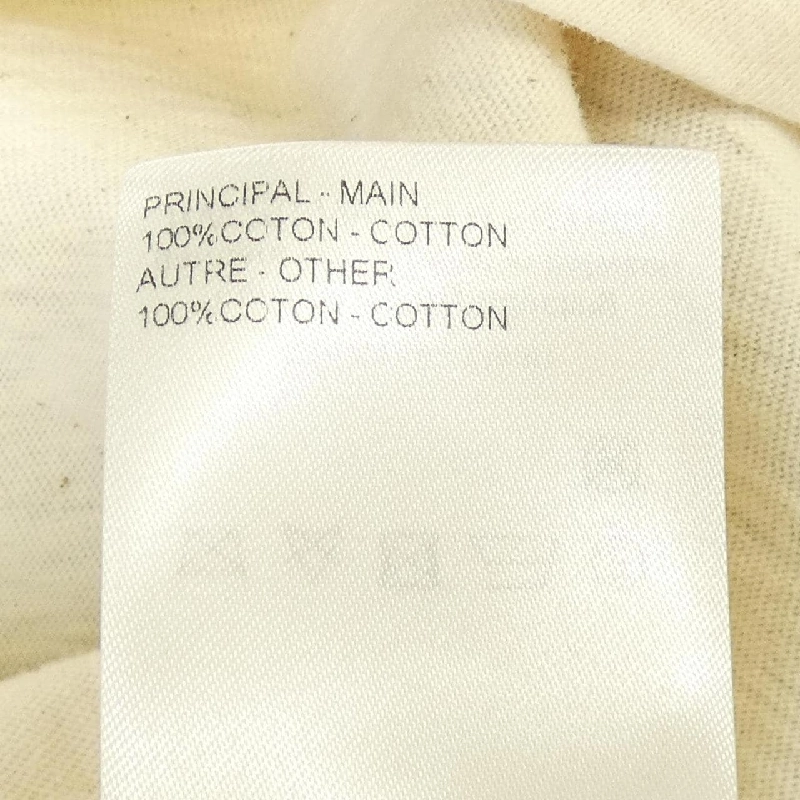 PRINCIPAL - MAIN
100%COTON - COTTON
AUTRE - OTHER
100%COTON - COTTON